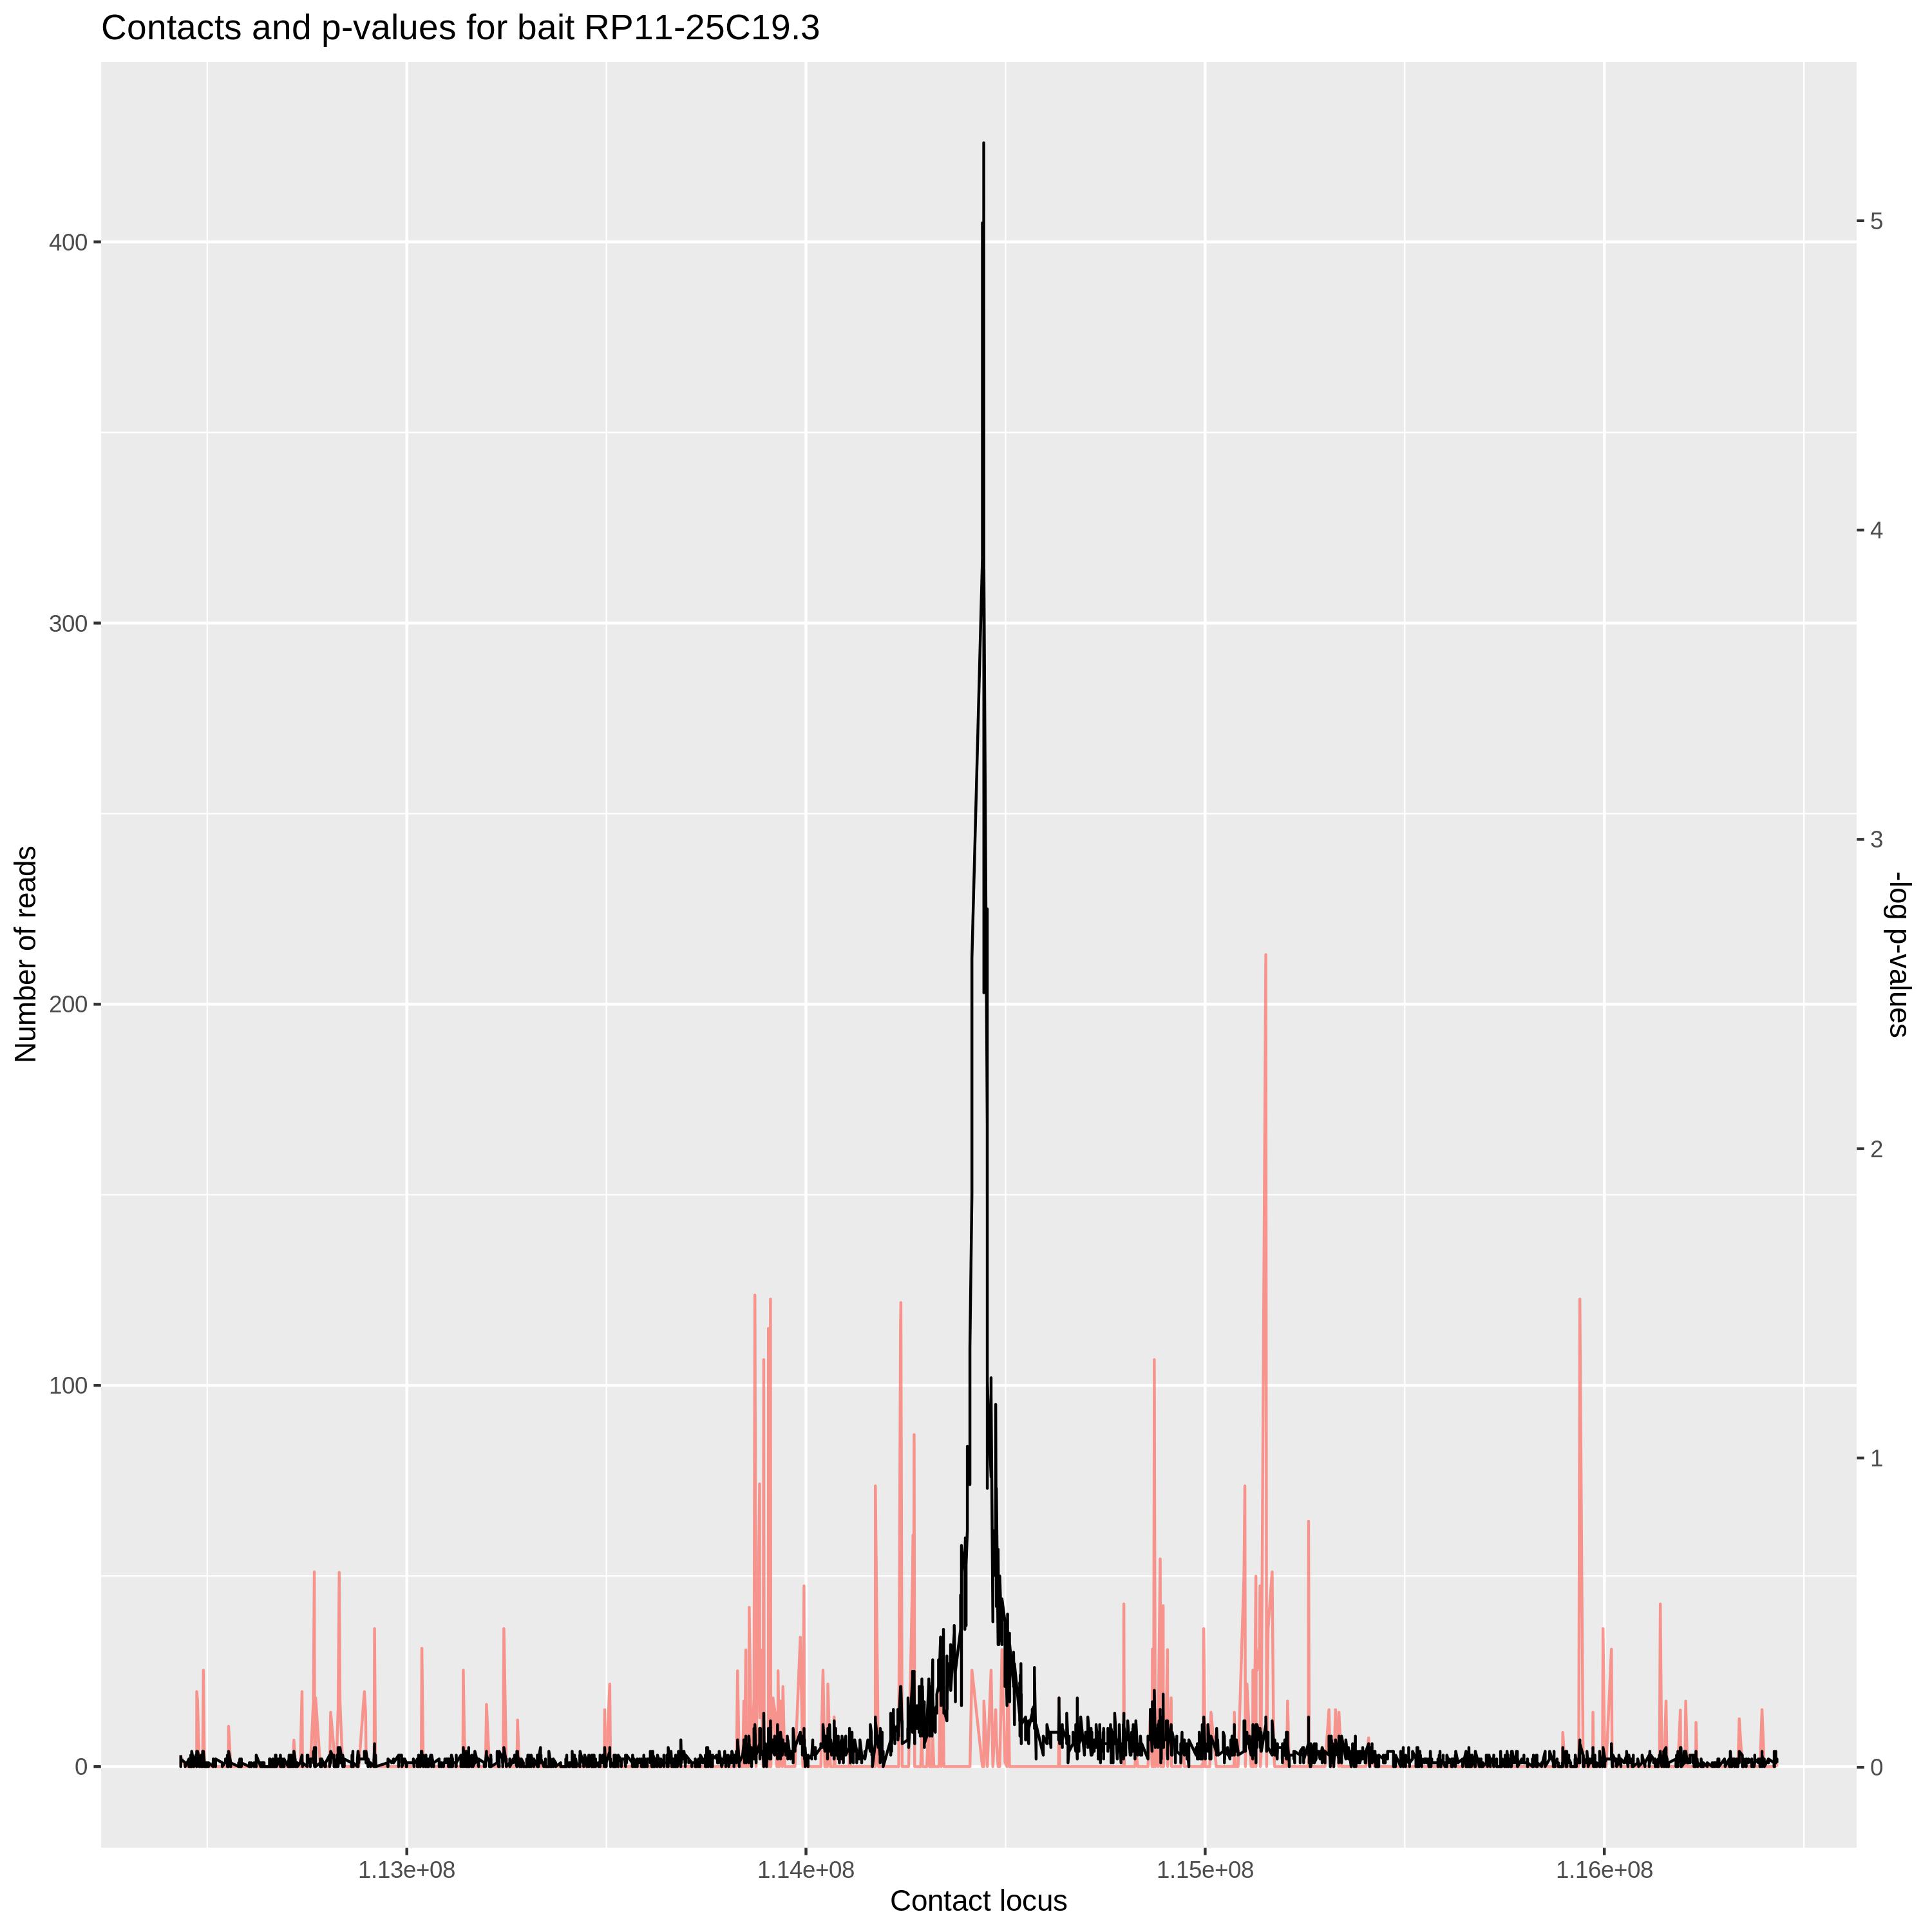 Contacts and p-values for bait RP11-25C19.3
400
300
200
100
0
Number of reads
5
4
3
2
1
0
-log p-values
1.13e+08
1.14e+08
1.15e+08
1.16e+08
Contact locus